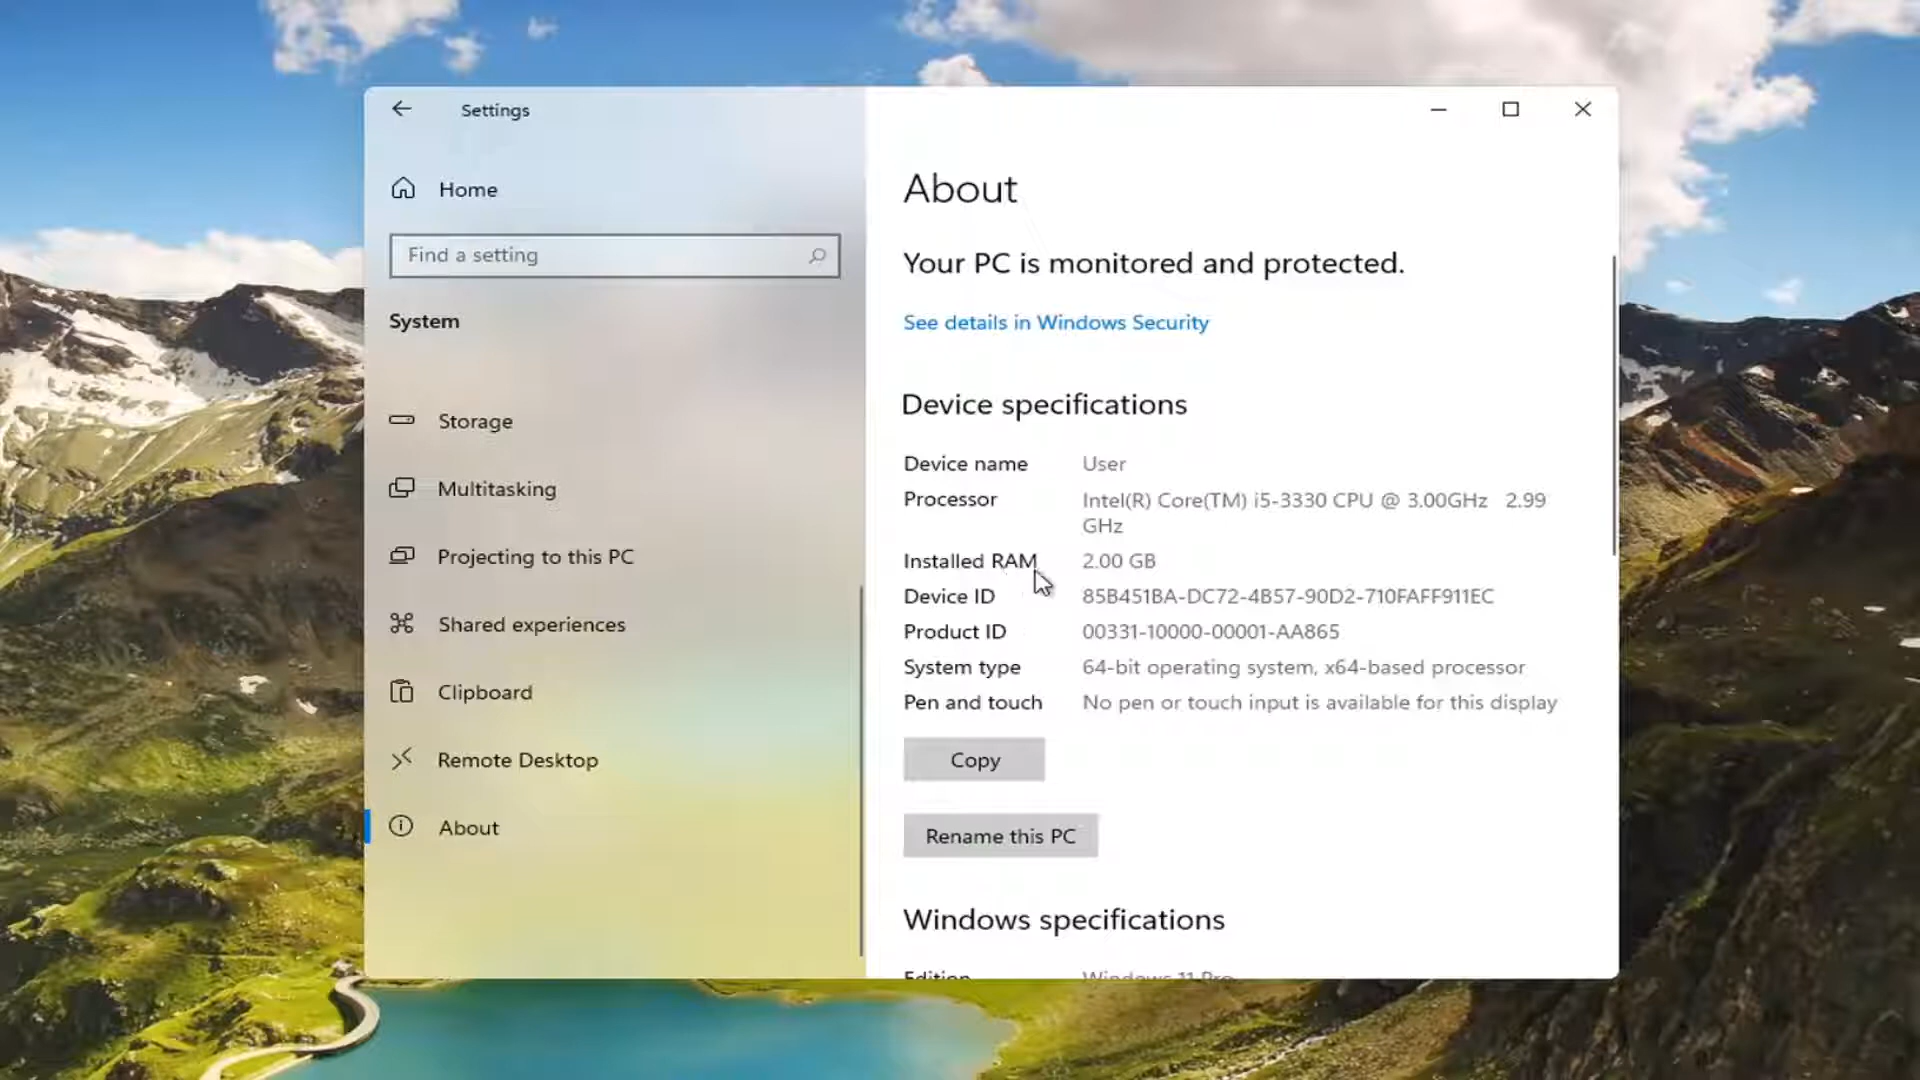 Settings
Home
Find a setting
System
Storage
Multitasking
Projecting to this PC
Shared experiences
Clipboard
Remote Desktop
About
About
Your PC is monitored and protected.
See details in Windows Security
Device specifications
Device name User
Processor Intel(R) Core(TM) i5-3330 CPU @ 3.00GHz 2.99
GHz
Installed RAM 2.00 GB
Device ID 85B451BA-DC72-4B57-90D2-710FAFF911EC
Product ID 00331-10000-00001-AA865
System type 64-bit operating system, x64-based processor
Pen and touch No pen or touch input is available for this display
Copy
Rename this PC
Windows specifications
Edition Windows 11 Pro